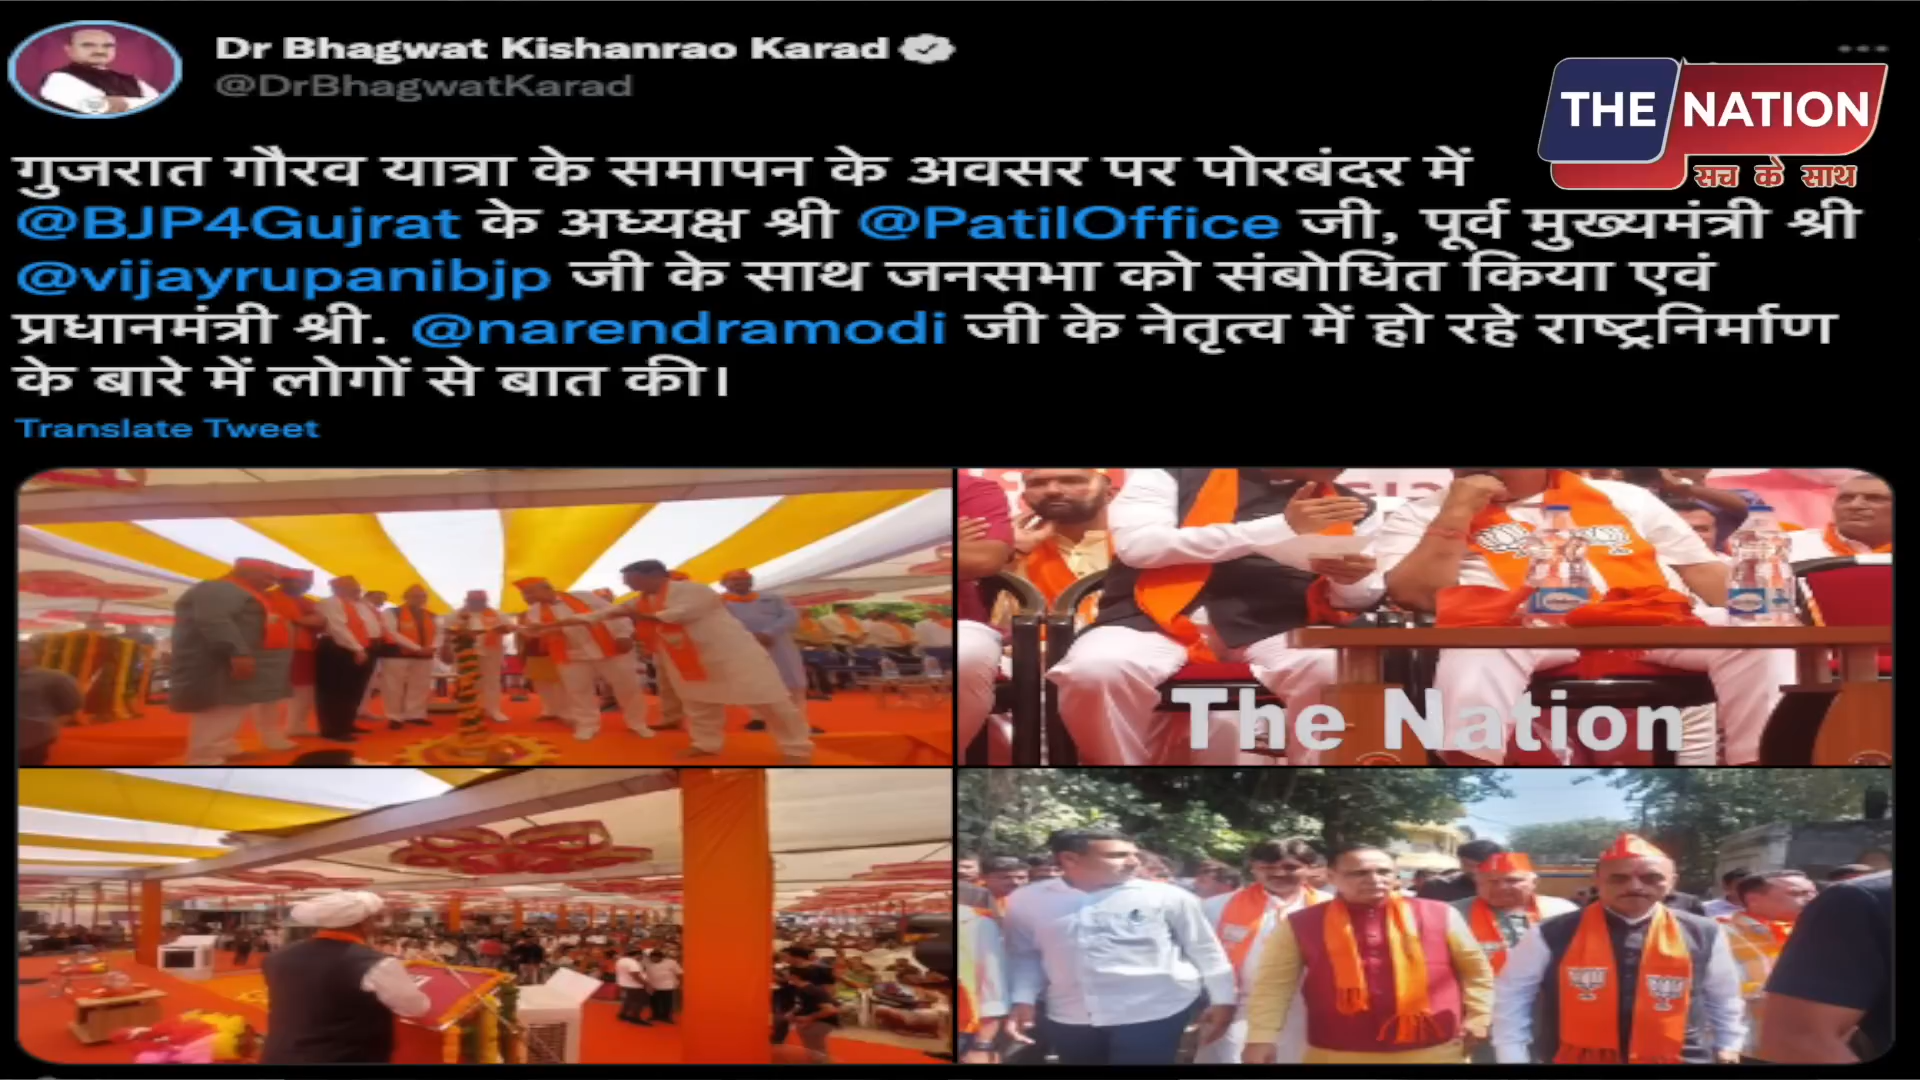 Dr Bhagwat Kishanrao Karad
@DrBhagwatKarad
THE NATION
सच के साथ
गुजरात गौरव यात्रा के समापन के अवसर पर पोरबंदर में
@BJP4Gujrat के अध्यक्ष श्री @PatilOffice जी, पूर्व मुख्यमंत्री श्री
@vijayrupanibjp जी के साथ जनसभा को संबोधित किया एवं
प्रधानमंत्री श्री. @narendramodi जी के नेतृत्व में हो रहे राष्ट्रनिर्माण
के बारे में लोगों से बात की।
Translate Tweet
The Nation